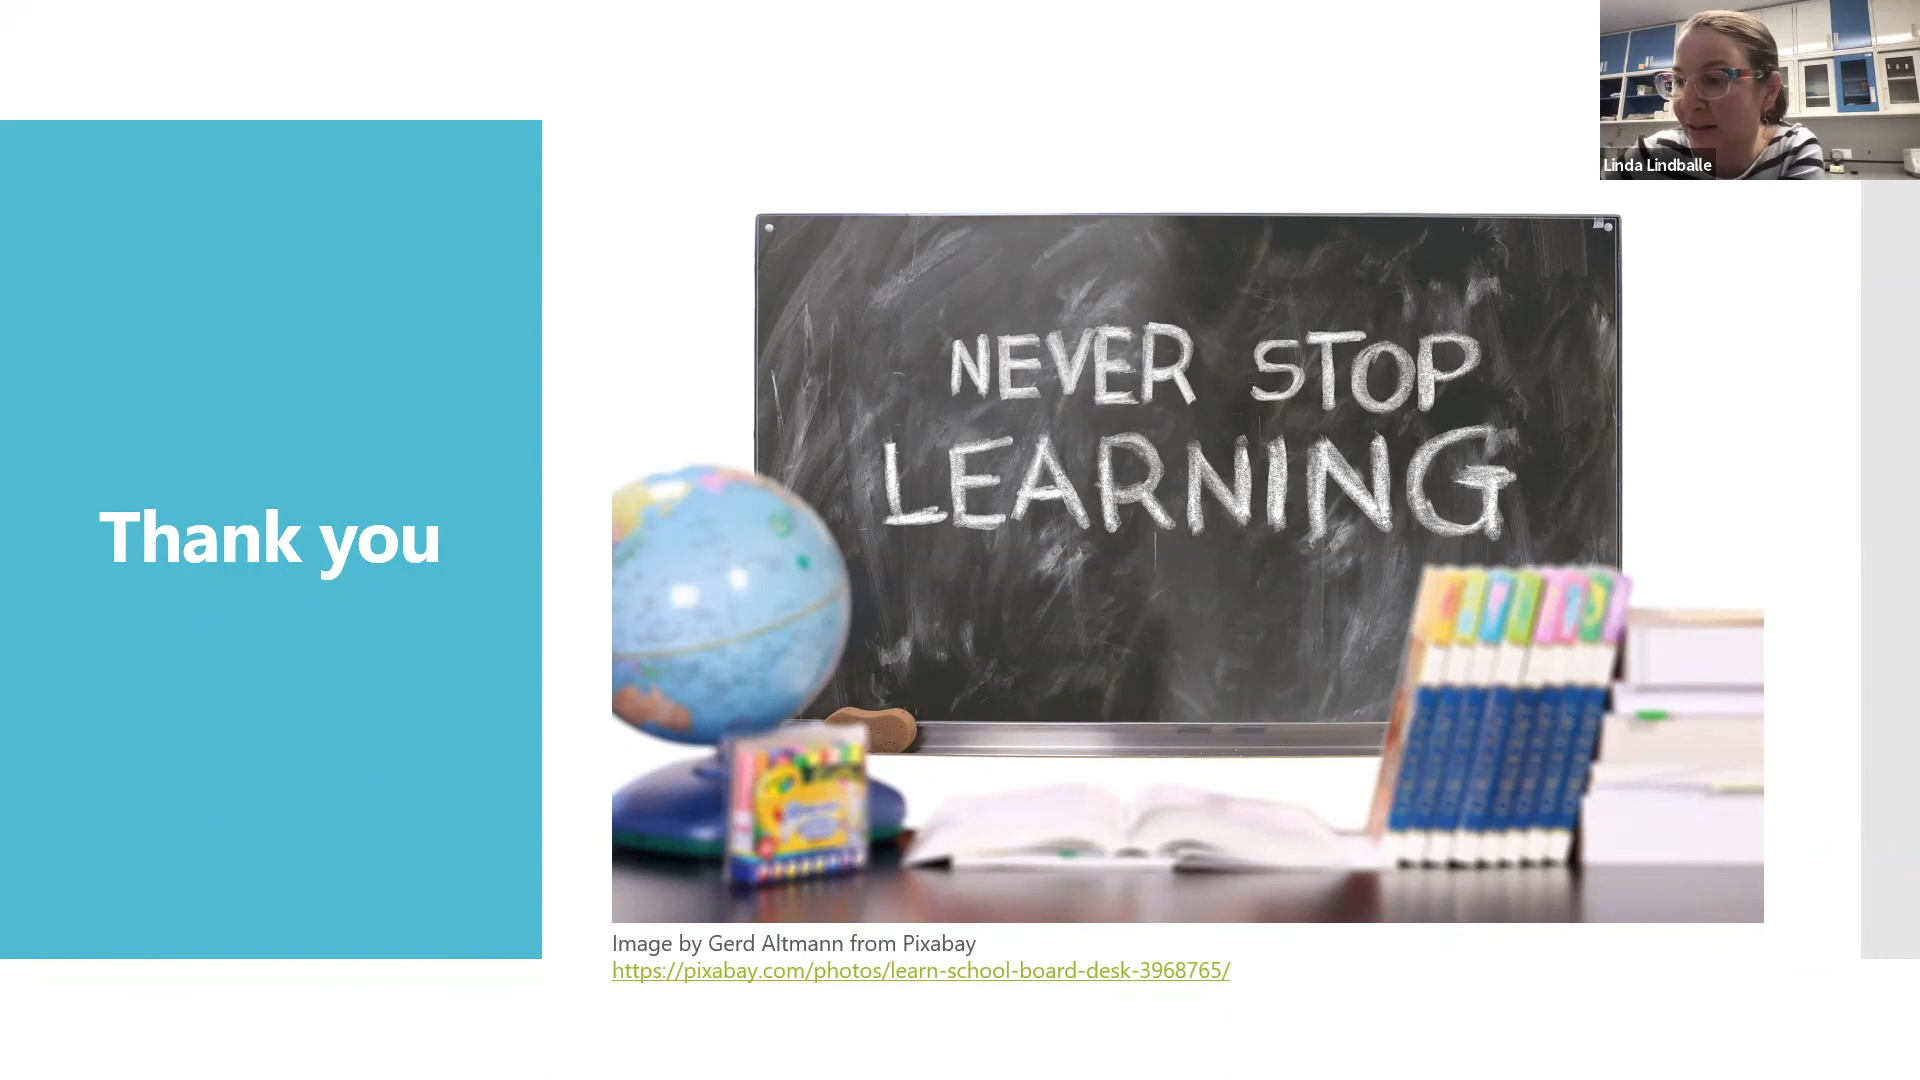 Linda Lindballe
NEVER STOP
LEARNING
Thank you
Image by Gerd Altmann from Pixabay
https://pixabay.com/photos/learn-school-board-desk-3968765/